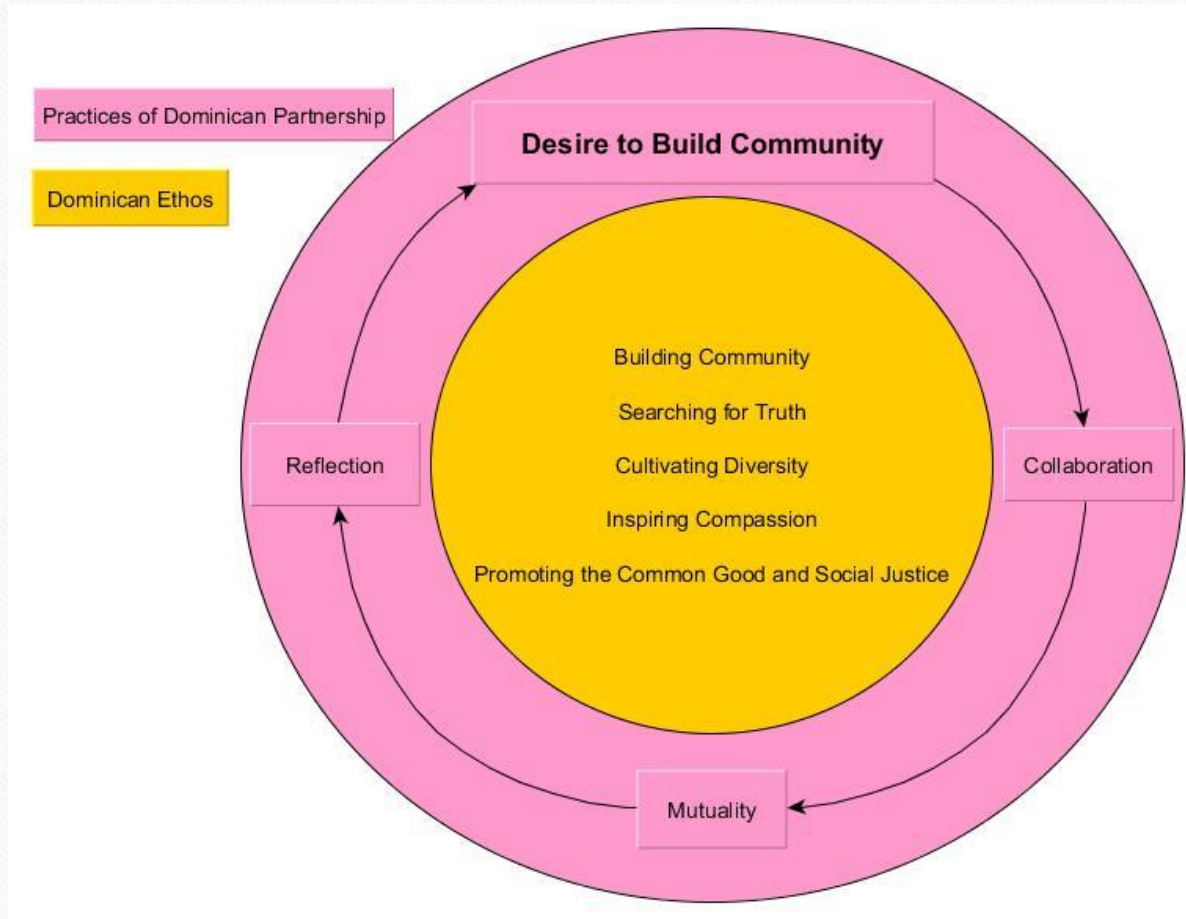 Practices of Dominican Partnership
Dominican Ethos
Desire to Build Community
Building Community
Searching for Truth
Cultivating Diversity
Inspiring Compassion
Promoting the Common Good and Social Justice
Reflection
Collaboration
Mutuality